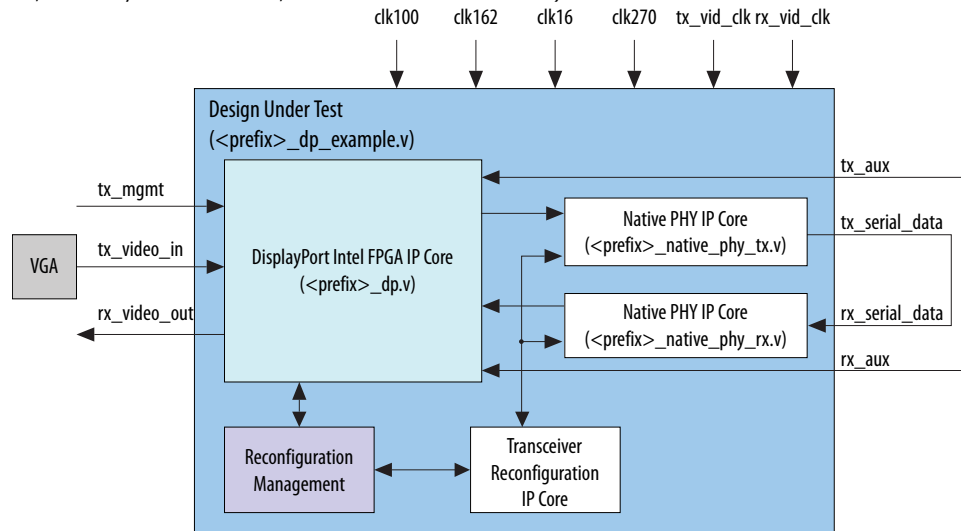 clk100 clk162 clk16 clk270 tx_vid_clk rx_vid_clk
Design Under Test
(<prefix>_dp_example.v)
tx_mgmt
VGA
tx_video_in
rx_video_out
DisplayPort Intel FPGA IP Core
(<prefix>_dp.v)
Native PHY IP Core
(<prefix>_native_phy_tx.v)
Native PHY IP Core
(<prefix>_native_phy_rx.v)
tx_aux
tx_serial_data
rx_serial_data
rx_aux
Reconfiguration
Management
Transceiver
Reconfiguration
IP Core